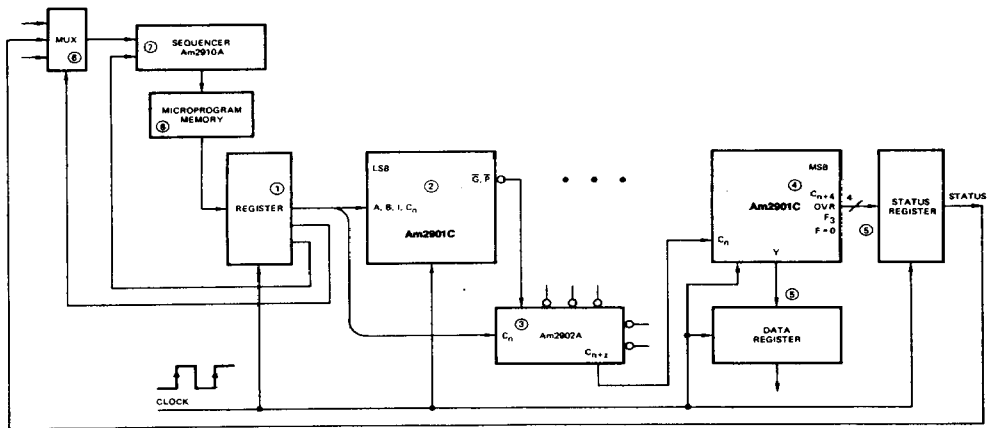 MUX
⑥
⑦
SEQUENCER
Am2910A
MICROPROGRAM
MEMORY
⑧
①
REGISTER
LSB
②
G̅, P̅
A, B, I, Cn
Am2901C
• • •
MSB
④
Cn+4
Am2901C
OVR
F3
F = 0
Cn
Y
4
⑤
STATUS
REGISTER
STATUS
⑤
DATA
REGISTER
③
Cn
Am2902A
Cn+z
CLOCK